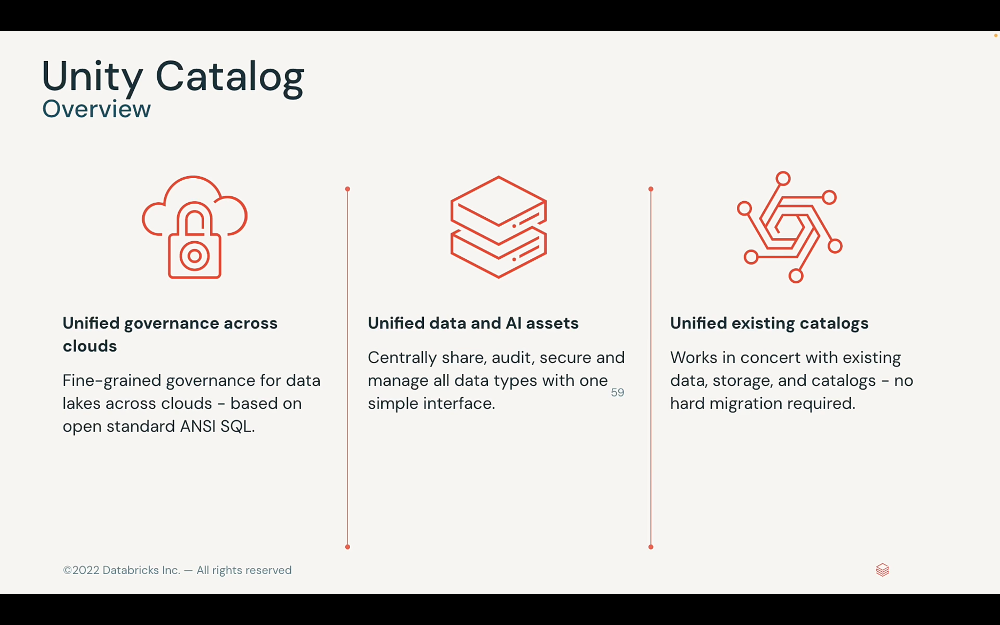 Unity Catalog
Overview
Unified governance across
clouds
Fine-grained governance for data
lakes across clouds - based on
open standard ANSI SQL.
Unified data and AI assets
Centrally share, audit, secure and
manage all data types with one
simple interface.
59
Unified existing catalogs
Works in concert with existing
data, storage, and catalogs - no
hard migration required.
©2022 Databricks Inc. — All rights reserved